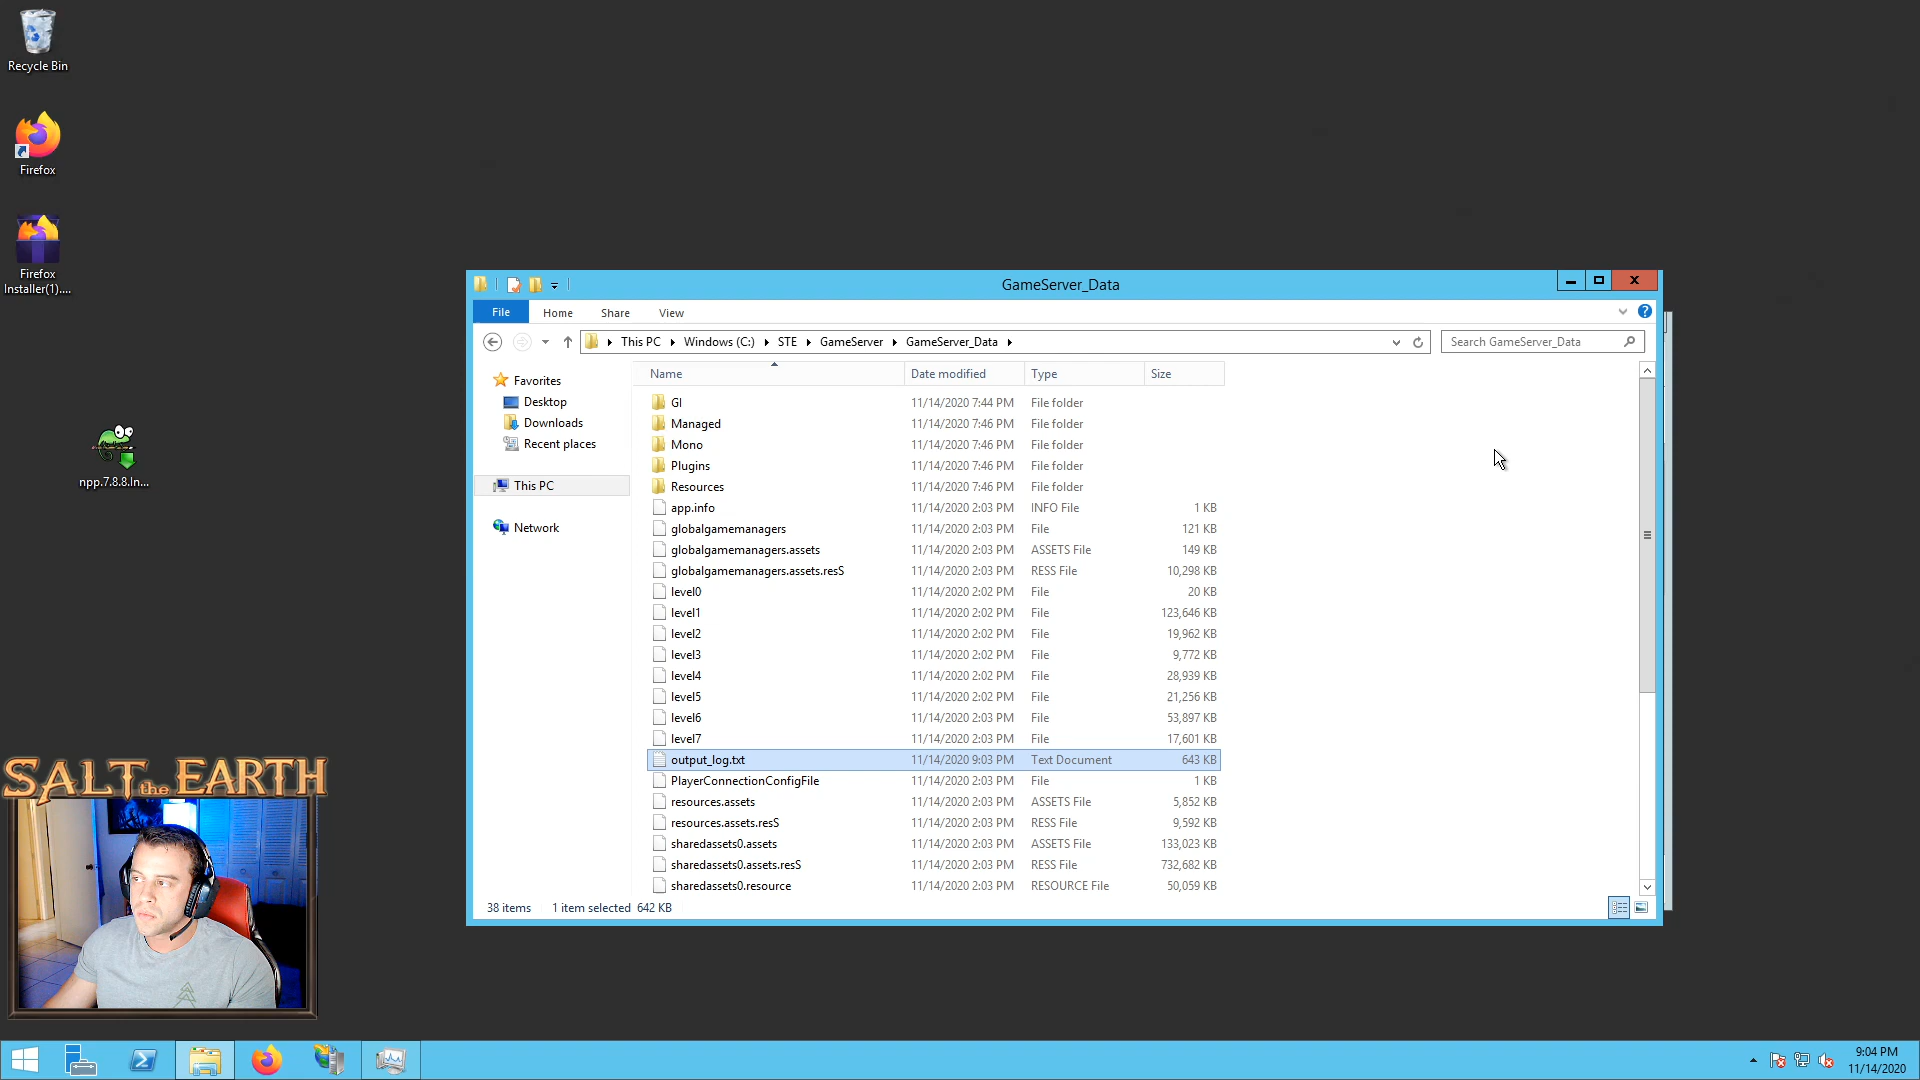 Recycle Bin
Firefox
Firefox
Installer(1)....
npp.7.8.8.In...
SALT the EARTH
GameServer_Data
File
Home
Share
View
This PC
Windows (C:)
STE
GameServer
GameServer_Data
Search GameServer_Data
Favorites
Desktop
Downloads
Recent places
This PC
Network
Name Date modified Type Size
GI 11/14/2020 7:44 PM File folder
Managed 11/14/2020 7:46 PM File folder
Mono 11/14/2020 7:46 PM File folder
Plugins 11/14/2020 7:46 PM File folder
Resources 11/14/2020 7:46 PM File folder
app.info 11/14/2020 2:03 PM INFO File 1 KB
globalgamemanagers 11/14/2020 2:03 PM File 121 KB
globalgamemanagers.assets 11/14/2020 2:03 PM ASSETS File 149 KB
globalgamemanagers.assets.resS 11/14/2020 2:03 PM RESS File 10,298 KB
level0 11/14/2020 2:02 PM File 20 KB
level1 11/14/2020 2:02 PM File 123,646 KB
level2 11/14/2020 2:02 PM File 19,962 KB
level3 11/14/2020 2:02 PM File 9,772 KB
level4 11/14/2020 2:02 PM File 28,939 KB
level5 11/14/2020 2:02 PM File 21,256 KB
level6 11/14/2020 2:03 PM File 53,897 KB
level7 11/14/2020 2:03 PM File 17,601 KB
output_log.txt 11/14/2020 9:03 PM Text Document 643 KB
PlayerConnectionConfigFile 11/14/2020 2:03 PM File 1 KB
resources.assets 11/14/2020 2:03 PM ASSETS File 5,852 KB
resources.assets.resS 11/14/2020 2:03 PM RESS File 9,592 KB
sharedassets0.assets 11/14/2020 2:03 PM ASSETS File 133,023 KB
sharedassets0.assets.resS 11/14/2020 2:03 PM RESS File 732,682 KB
sharedassets0.resource 11/14/2020 2:03 PM RESOURCE File 50,059 KB
38 items 1 item selected 642 KB
9:04 PM
11/14/2020